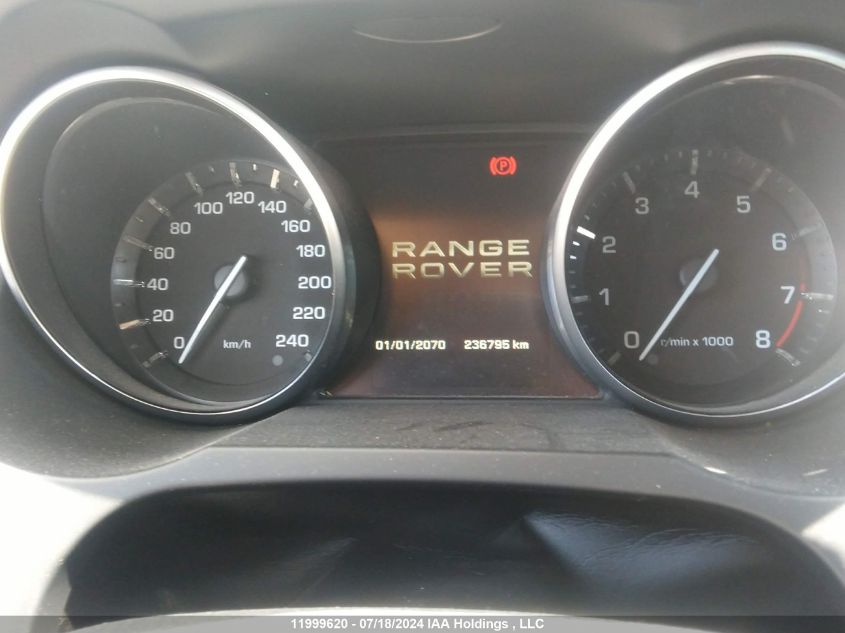 0 20 40 60 80 100 120 140 160 180 200 220 240
km/h
P
RANGE
ROVER
01/01/2070 236795 km
0 1 2 3 4 5 6 7 8
r/min x 1000
11999620 - 07/18/2024 IAA Holdings , LLC